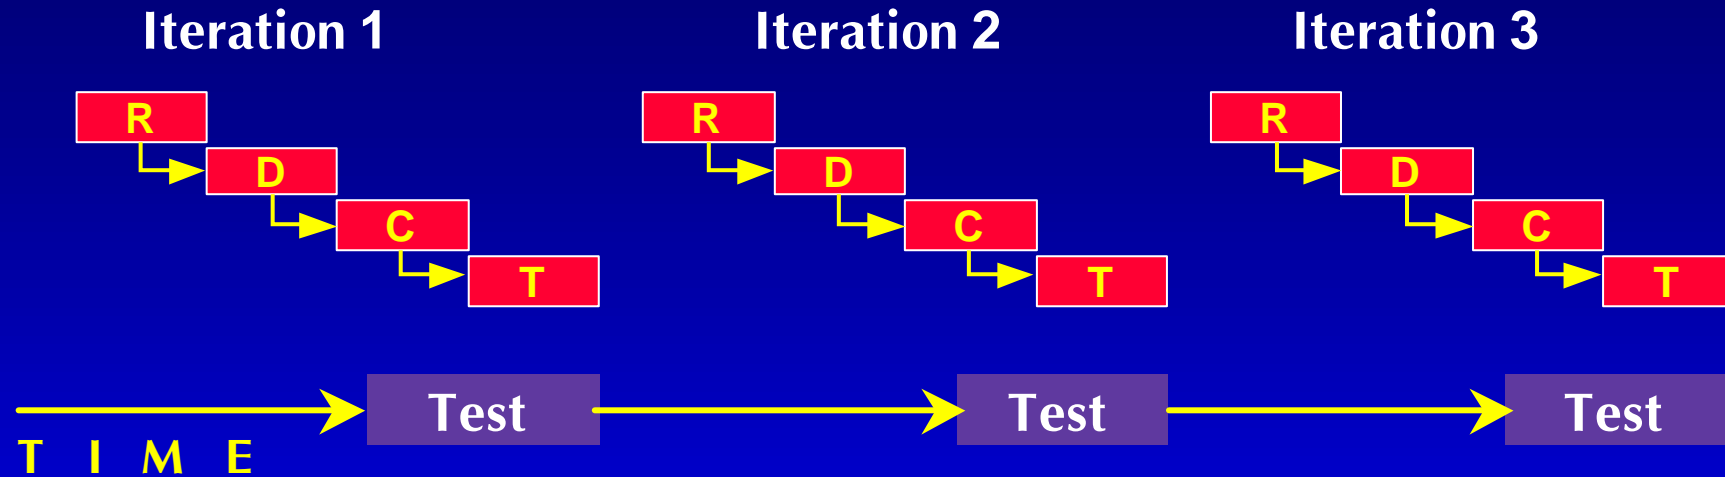 Iteration 1 Iteration 2 Iteration 3
R R R
D D D
C C C
T T T
Test Test Test
T I M E